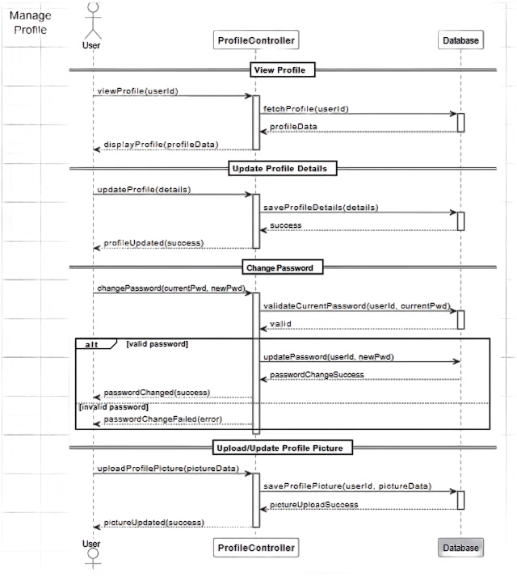 Manage
Profile
User
ProfileController
Database
View Profile
viewProfile(userId)
fetchProfile(userId)
profileData
displayProfile(profileData)
Update Profile Details
updateProfile(details)
saveProfileDetails(details)
success
profileUpdated(success)
Change Password
changePassword(currentPwd, newPwd)
validateCurrentPassword(userId, currentPwd)
valid
alt [valid password]
updatePassword(userId, newPwd)
passwordChangeSuccess
passwordChanged(success)
[invalid password]
passwordChangeFailed(error)
Upload/Update Profile Picture
uploadProfilePicture(pictureData)
saveProfilePicture(userId, pictureData)
pictureUploadSuccess
pictureUpdated(success)
User
ProfileController
Database